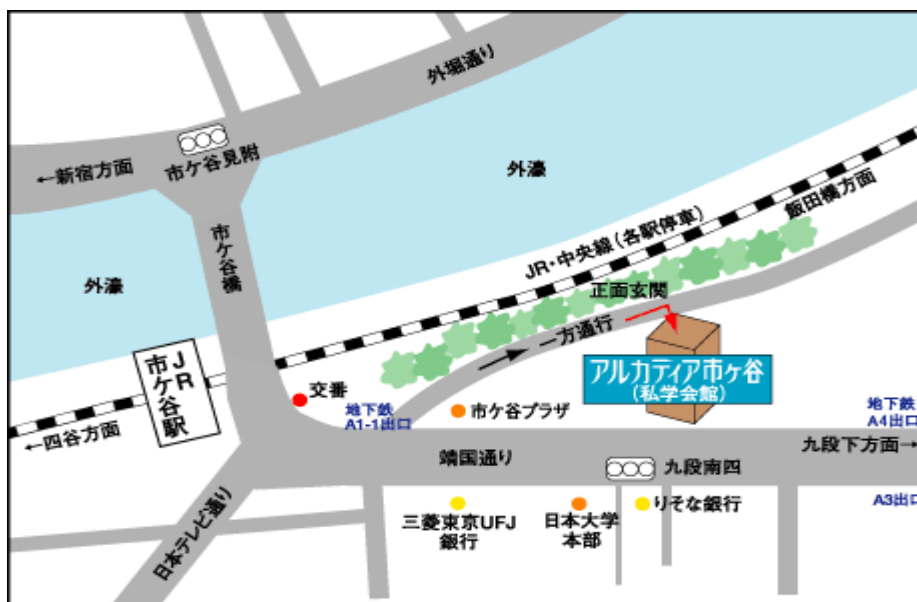 外堀通り
市ケ谷見附
←新宿方面
外濠
飯田橋方面
市ケ谷橋
JR・中央線（各駅停車）
外濠
正面玄関
一方通行
JR
市ケ谷駅
アルカディア市ヶ谷
（私学会館）
交番
地下鉄
A1-1出口
市ケ谷プラザ
地下鉄
A4出口
←四谷方面
靖国通り
九段南四
九段下方面→
日本テレビ通り
三菱東京UFJ
銀行
日本大学
本部
りそな銀行
A3出口